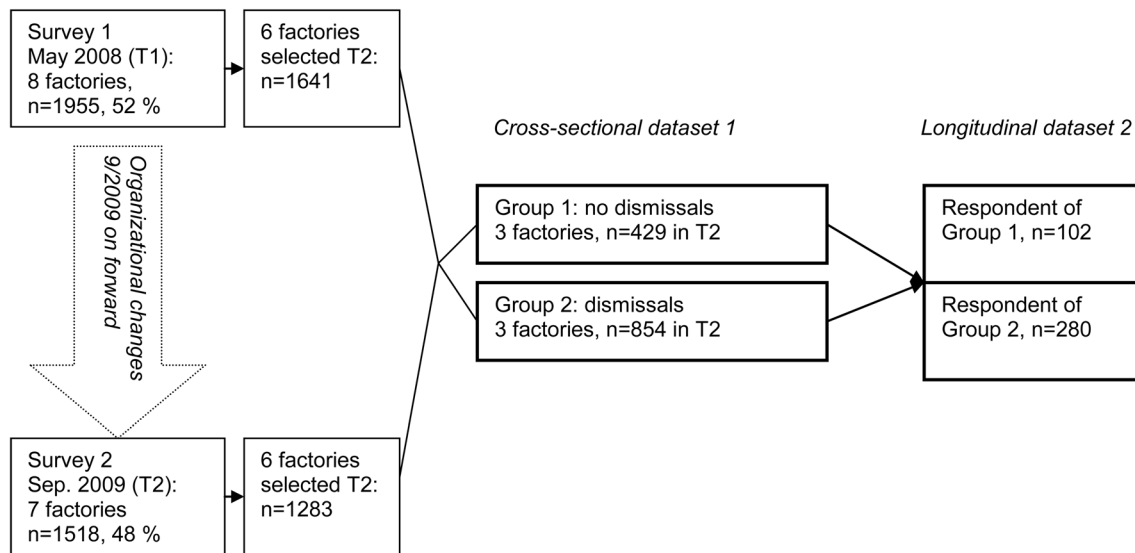 Survey 1
May 2008 (T1):
8 factories,
n=1955, 52 %
6 factories
selected T2:
n=1641
Organizational changes
9/2009 on forward
Survey 2
Sep. 2009 (T2):
7 factories
n=1518, 48 %
6 factories
selected T2:
n=1283
Cross-sectional dataset 1
Group 1: no dismissals
3 factories, n=429 in T2
Group 2: dismissals
3 factories, n=854 in T2
Longitudinal dataset 2
Respondent of
Group 1, n=102
Respondent of
Group 2, n=280